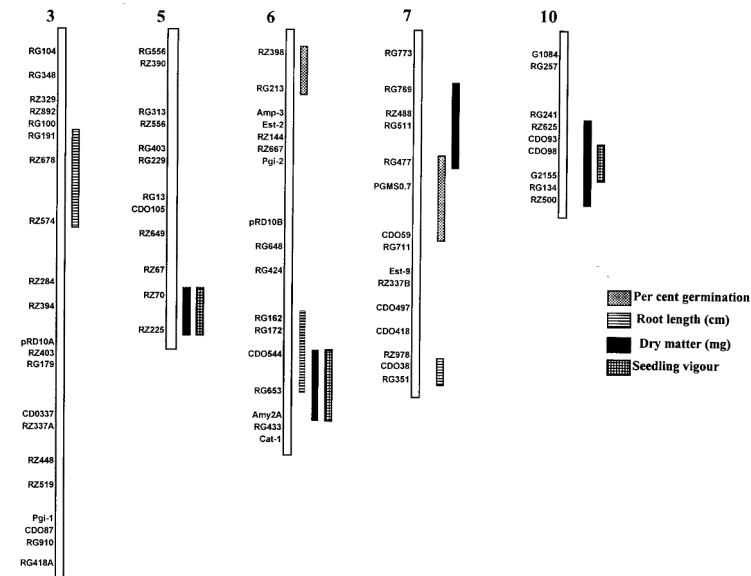 3
RG104
RG348
RZ329
RZ892
RG100
RG191
RZ678
RZ574
RZ284
RZ394
pRD10A
RZ403
RG179
CD0337
RZ337A
RZ448
RZ519
Pgi-1
CDO87
RG910
RG418A
5
RG556
RZ390
RG313
RZ556
RG403
RG229
RG13
CDO105
RZ649
RZ67
RZ70
RZ225
6
RZ398
RG213
Amp-3
Est-2
RZ144
RZ667
Pgi-2
pRD10B
RG648
RG424
RG162
RG172
CDO544
RG653
Amy2A
RG433
Cat-1
7
RG773
RG769
RZ488
RG511
RG477
PGMS0.7
CDO59
RG711
Est-9
RZ337B
CDO497
CDO418
RZ978
CDO38
RG351
10
G1084
RG257
RG241
RZ625
CDO93
CDO98
G2155
RG134
RZ500
Per cent germination
Root length (cm)
Dry matter (mg)
Seedling vigour